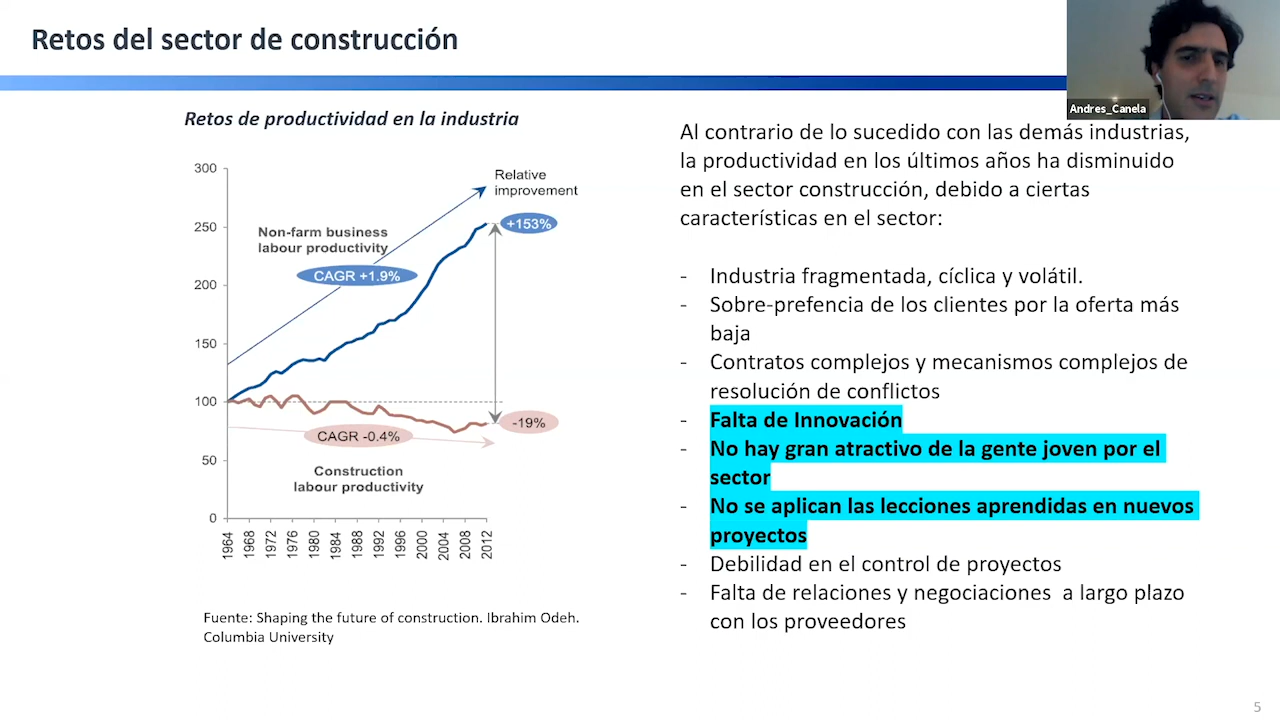 Retos del sector de construcción
Andres_Canela
Retos de productividad en la industria
300
250
200
150
100
50
0
Relative
improvement
+153%
Non-farm business
labour productivity
CAGR +1.9%
-19%
CAGR -0.4%
Construction
labour productivity
1964
1968
1972
1976
1980
1984
1988
1992
1996
2000
2004
2008
2012
Fuente: Shaping the future of construction. Ibrahim Odeh.
Columbia University
Al contrario de lo sucedido con las demás industrias,
la productividad en los últimos años ha disminuido
en el sector construcción, debido a ciertas
características en el sector:
- Industria fragmentada, cíclica y volátil.
- Sobre-prefencia de los clientes por la oferta más
baja
- Contratos complejos y mecanismos complejos de
resolución de conflictos
- Falta de Innovación
- No hay gran atractivo de la gente joven por el
sector
- No se aplican las lecciones aprendidas en nuevos
proyectos
- Debilidad en el control de proyectos
- Falta de relaciones y negociaciones  a largo plazo
con los proveedores
5